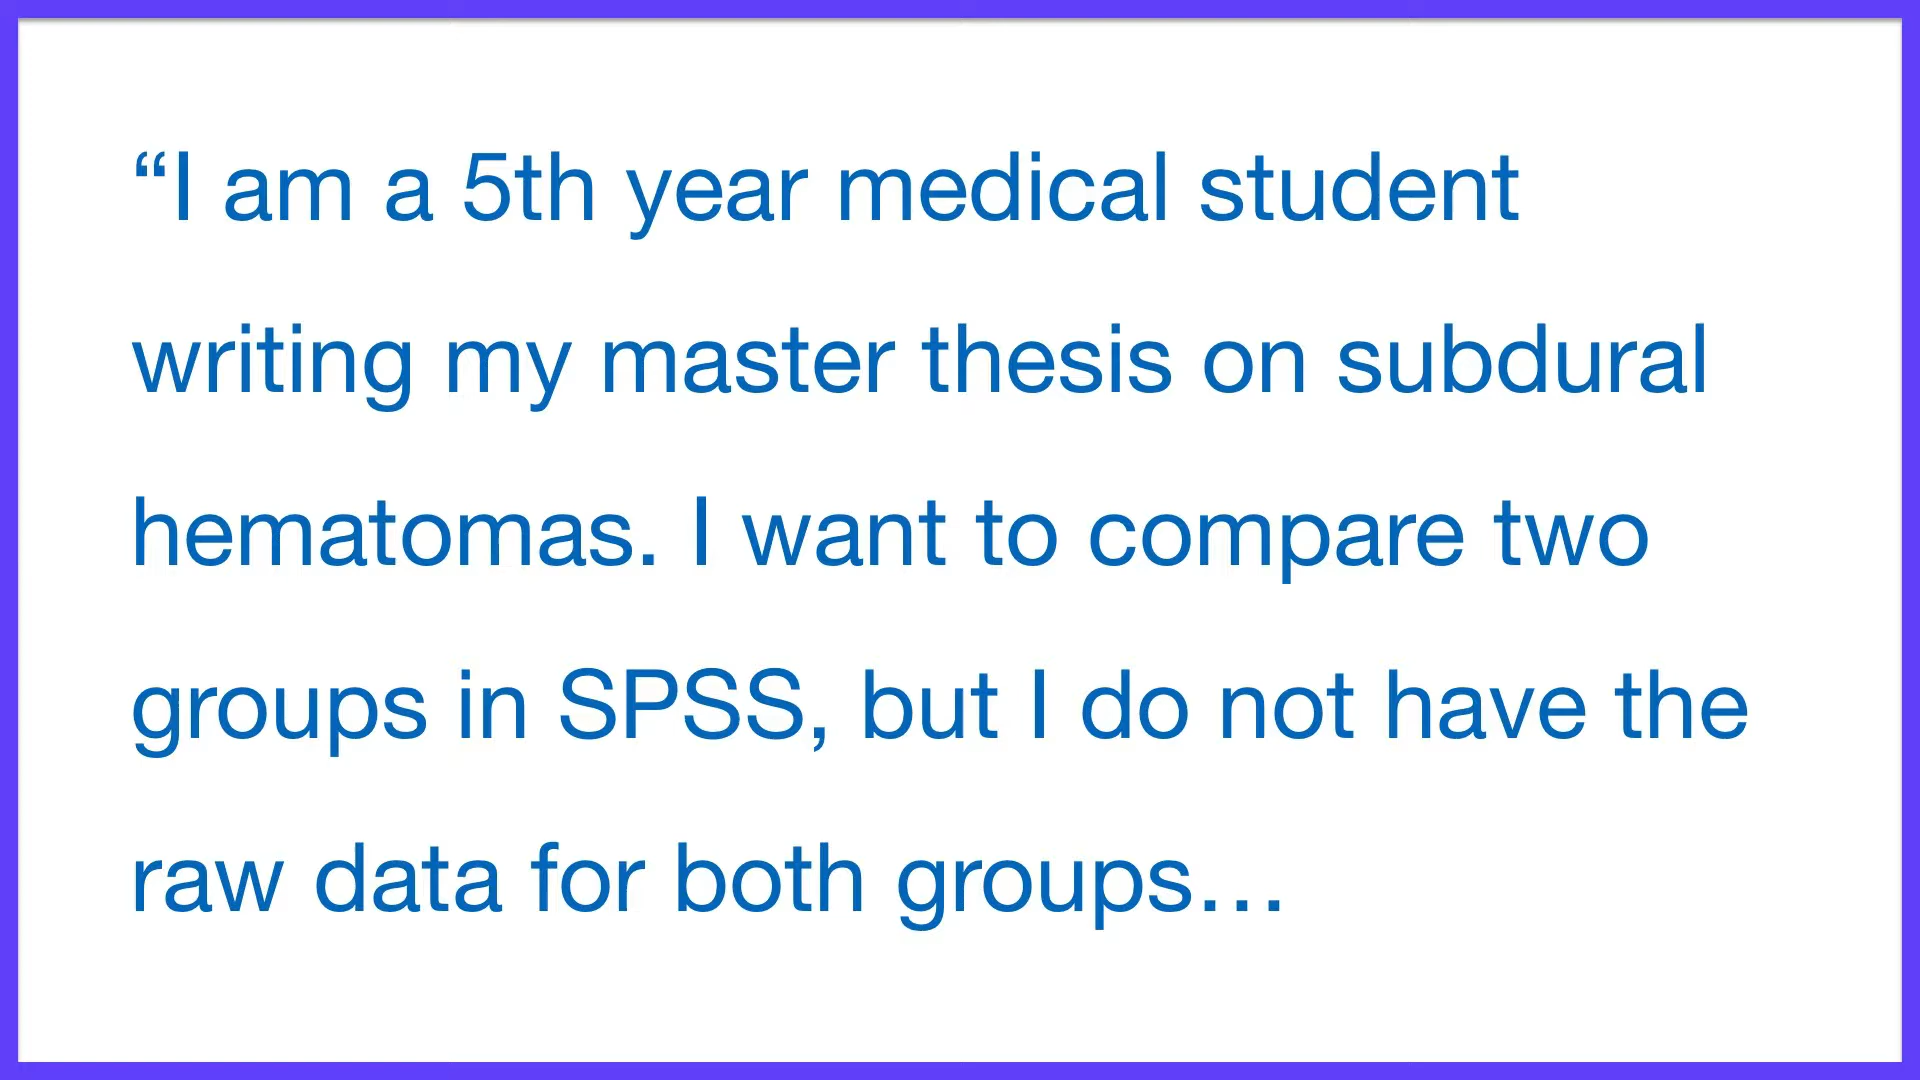 “I am a 5th year medical student
writing my master thesis on subdural
hematomas. I want to compare two
groups in SPSS, but I do not have the
raw data for both groups…